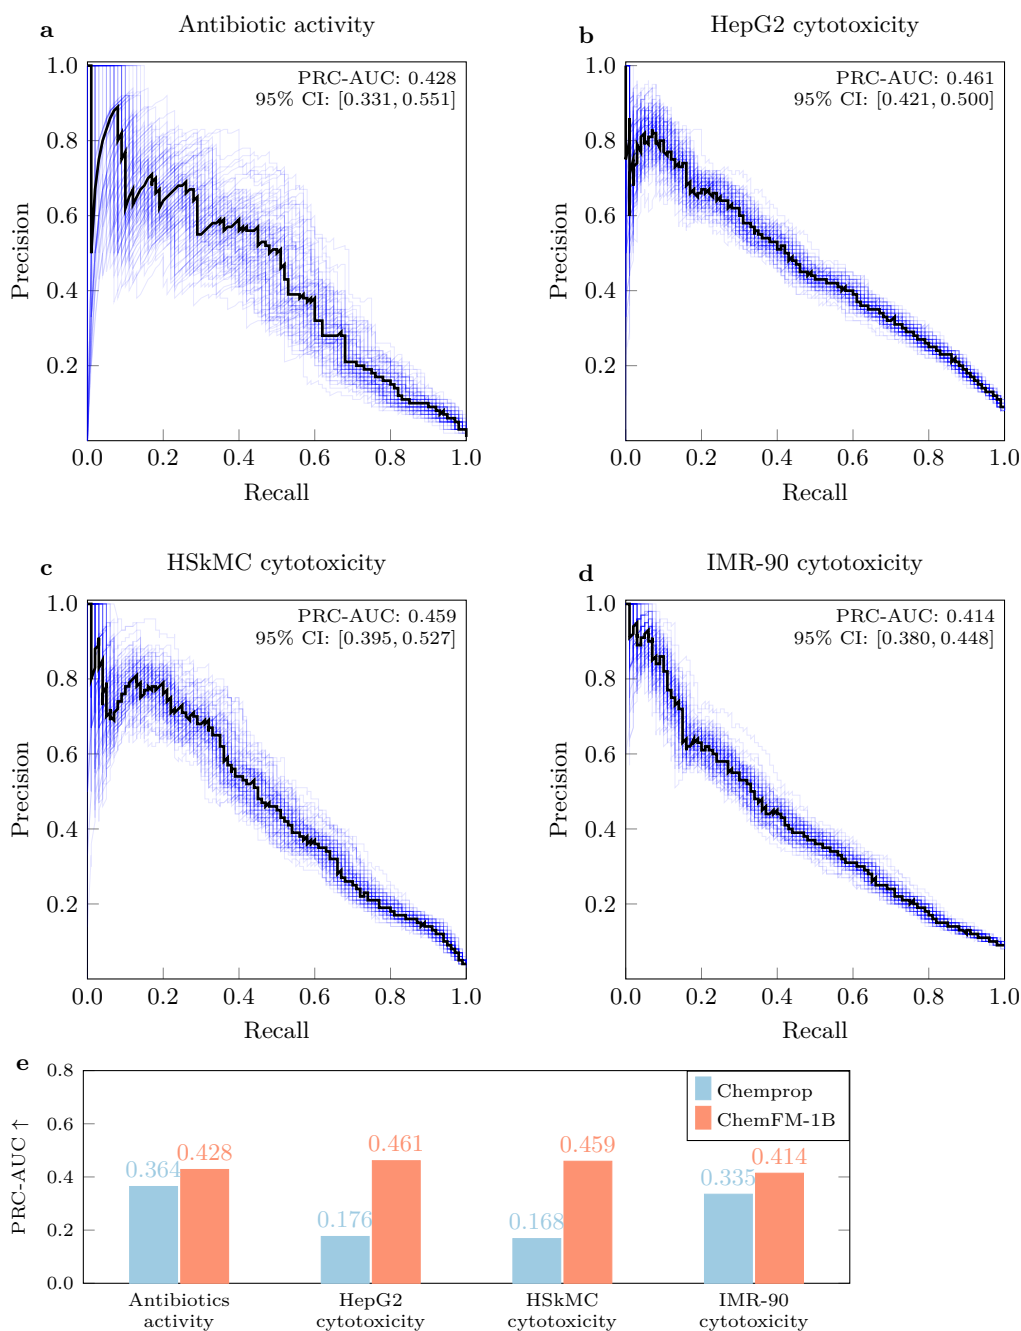 a
Antibiotic activity
PRC-AUC: 0.428
95% CI: [0.331, 0.551]
1.0
0.8
0.6
0.4
0.2
Precision
0.0 0.2 0.4 0.6 0.8 1.0
Recall
b
HepG2 cytotoxicity
PRC-AUC: 0.461
95% CI: [0.421, 0.500]
1.0
0.8
0.6
0.4
0.2
Precision
0.0 0.2 0.4 0.6 0.8 1.0
Recall
c
HSkMC cytotoxicity
PRC-AUC: 0.459
95% CI: [0.395, 0.527]
1.0
0.8
0.6
0.4
0.2
Precision
0.0 0.2 0.4 0.6 0.8 1.0
Recall
d
IMR-90 cytotoxicity
PRC-AUC: 0.414
95% CI: [0.380, 0.448]
1.0
0.8
0.6
0.4
0.2
Precision
0.0 0.2 0.4 0.6 0.8 1.0
Recall
e
0.8
0.6
0.4
0.2
0.0
PRC-AUC ↑
Chemprop
ChemFM-1B
0.364 0.428 0.176 0.461 0.168 0.459 0.335 0.414
Antibiotics
activity
HepG2
cytotoxicity
HSkMC
cytotoxicity
IMR-90
cytotoxicity